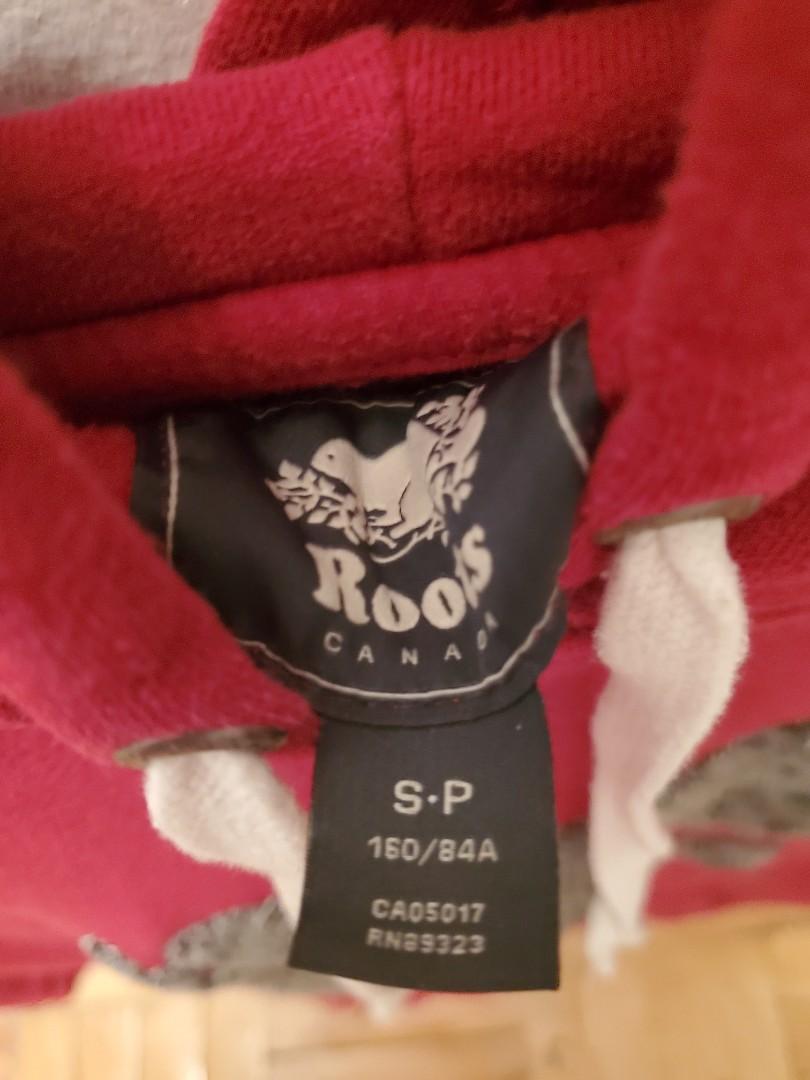 Roots
CANADA
S·P
160/84A
CA05017
RN89323